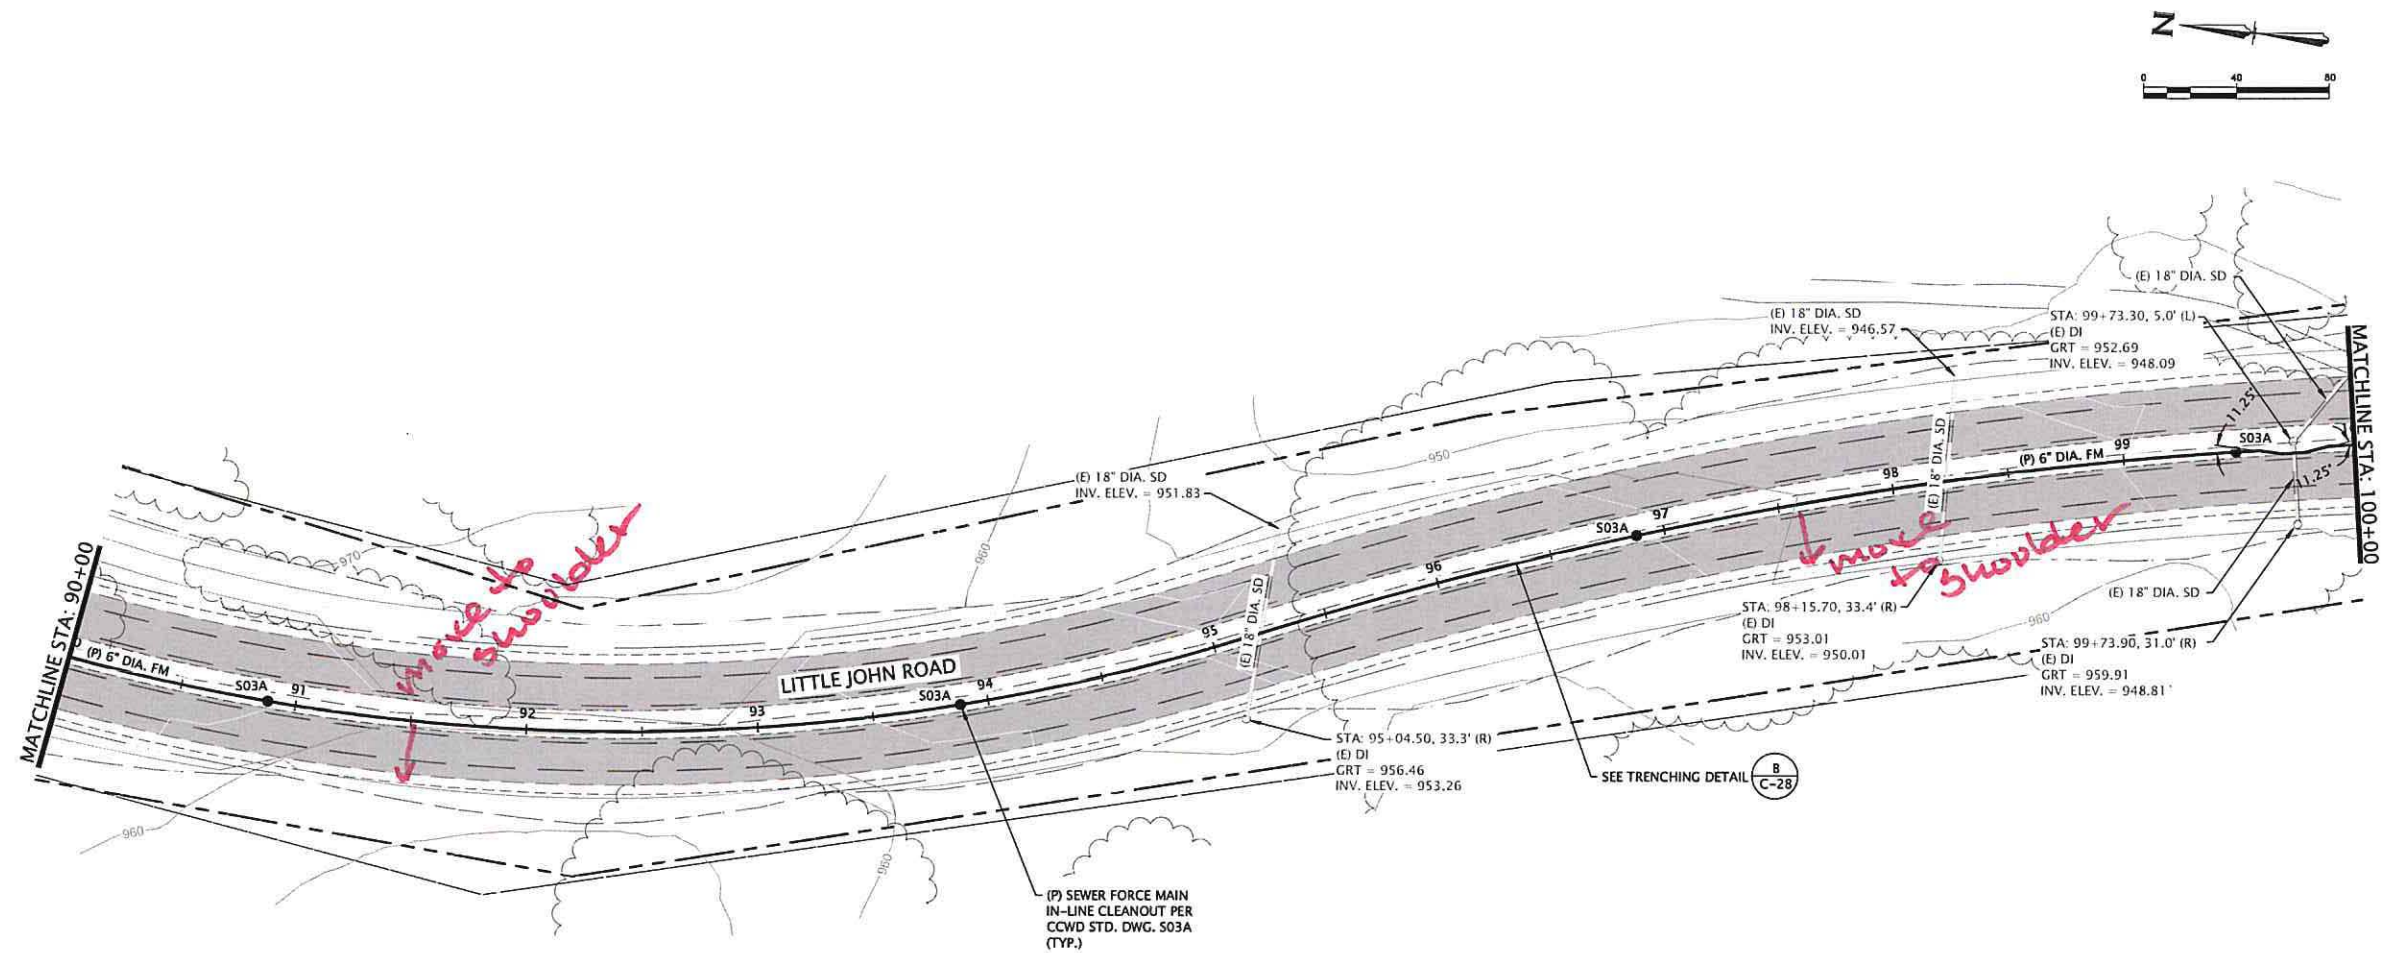 N
0 40 80
MATCHLINE STA: 90+00
(P) 6" DIA. FM
S03A
91
92
93
94
95
96
97
98
99
970
960
960
960
950
960
move to
shoulder
LITTLE JOHN ROAD
S03A
(P) SEWER FORCE MAIN
IN-LINE CLEANOUT PER
CCWD STD. DWG. S03A
(TYP.)
(E) 18" DIA. SD
INV. ELEV. = 951.83
(E) 18" DIA. SD
STA: 95+04.50, 33.3' (R)
(E) DI
GRT = 956.46
INV. ELEV. = 953.26
SEE TRENCHING DETAIL
B
C-28
S03A
(E) 18" DIA. SD
INV. ELEV. = 946.57
(E) 18" DIA. SD
move
to
shoulder
STA: 98+15.70, 33.4' (R)
(E) DI
GRT = 953.01
INV. ELEV. = 950.01
(P) 6" DIA. FM
(E) 18" DIA. SD
STA: 99+73.30, 5.0' (L)
(E) DI
GRT = 952.69
INV. ELEV. = 948.09
11.25'
S03A
11.25'
(E) 18" DIA. SD
STA: 99+73.90, 31.0' (R)
(E) DI
GRT = 959.91
INV. ELEV. = 948.81'
MATCHLINE STA: 100+00